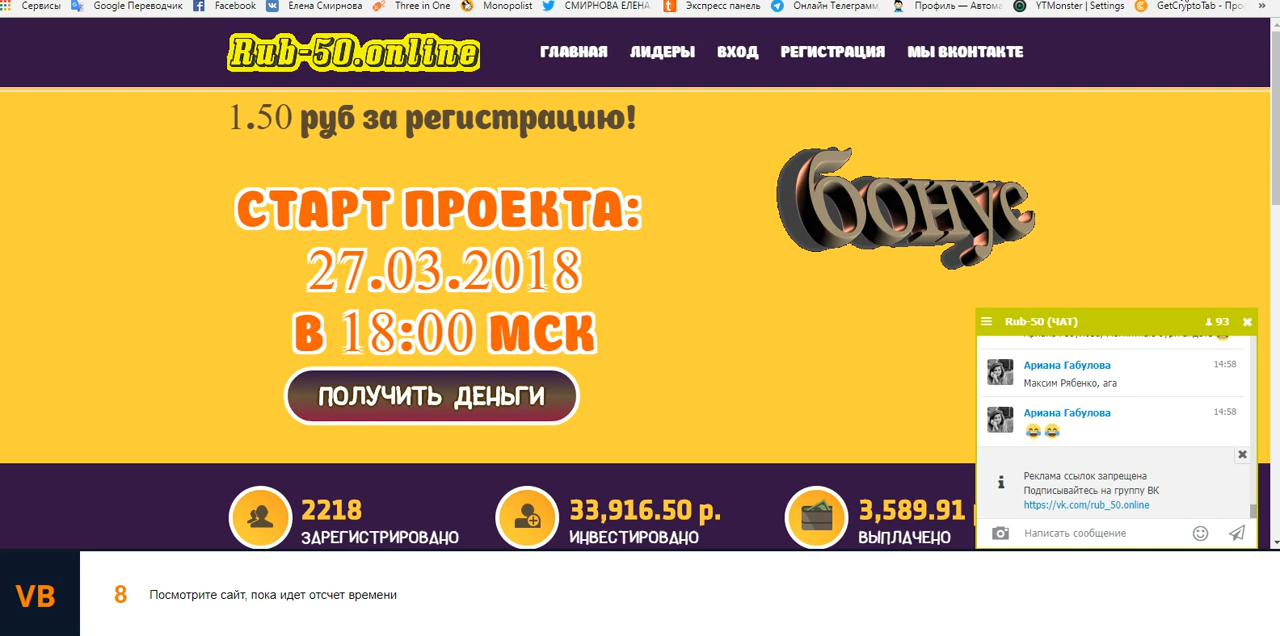 Сервисы Google Переводчик Facebook Елена Смирнова Three in One Monopolist СМИРНОВА ЕЛЕНА Экспресс панель Онлайн Телеграмм Профиль — Автома YTMonster | Settings GetCryptoTab - Про »
Rub-50.online ГЛАВНАЯ ЛИДЕРЫ ВХОД РЕГИСТРАЦИЯ МЫ ВКОНТАКТЕ
1.50 руб за регистрацию!
бонус
СТАРТ ПРОЕКТА:
27.03.2018
В 18:00 МСК
ПОЛУЧИТЬ ДЕНЬГИ
2218
ЗАРЕГИСТРИРОВАНО
33,916.50 р.
ИНВЕСТИРОВАНО
3,589.91
ВЫПЛАЧЕНО
Rub-50 (ЧАТ) 93
Ариана Габулова 14:58
Максим Рябенко, ага
Ариана Габулова 14:58
😂😂
Реклама ссылок запрещена
Подписывайтесь на группу ВК
https://vk.com/rub_50.online
Написать сообщение
VB 8 Посмотрите сайт, пока идет отсчет времени